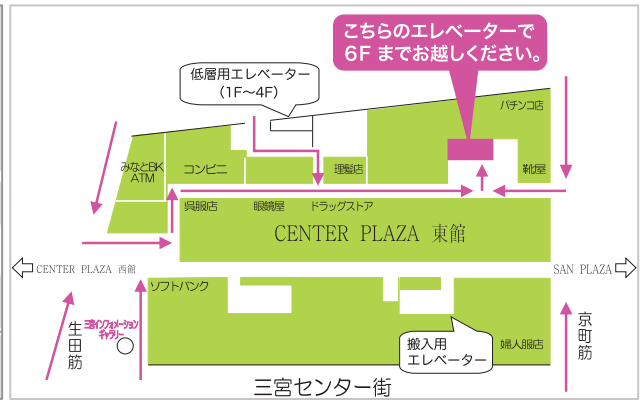 こちらのエレベーターで
6F までお越しください。
低層用エレベーター
(1F〜4F)
パチンコ店
みなとBK
ATM
コンビニ
理髪店
靴屋
呉服店
眼鏡屋
ドラッグストア
CENTER PLAZA 東館
CENTER PLAZA 西館
SAN PLAZA
ソフトバンク
三宮インフォメーション
ギャラリー
生田筋
搬入用
エレベーター
婦人服店
京町筋
三宮センター街